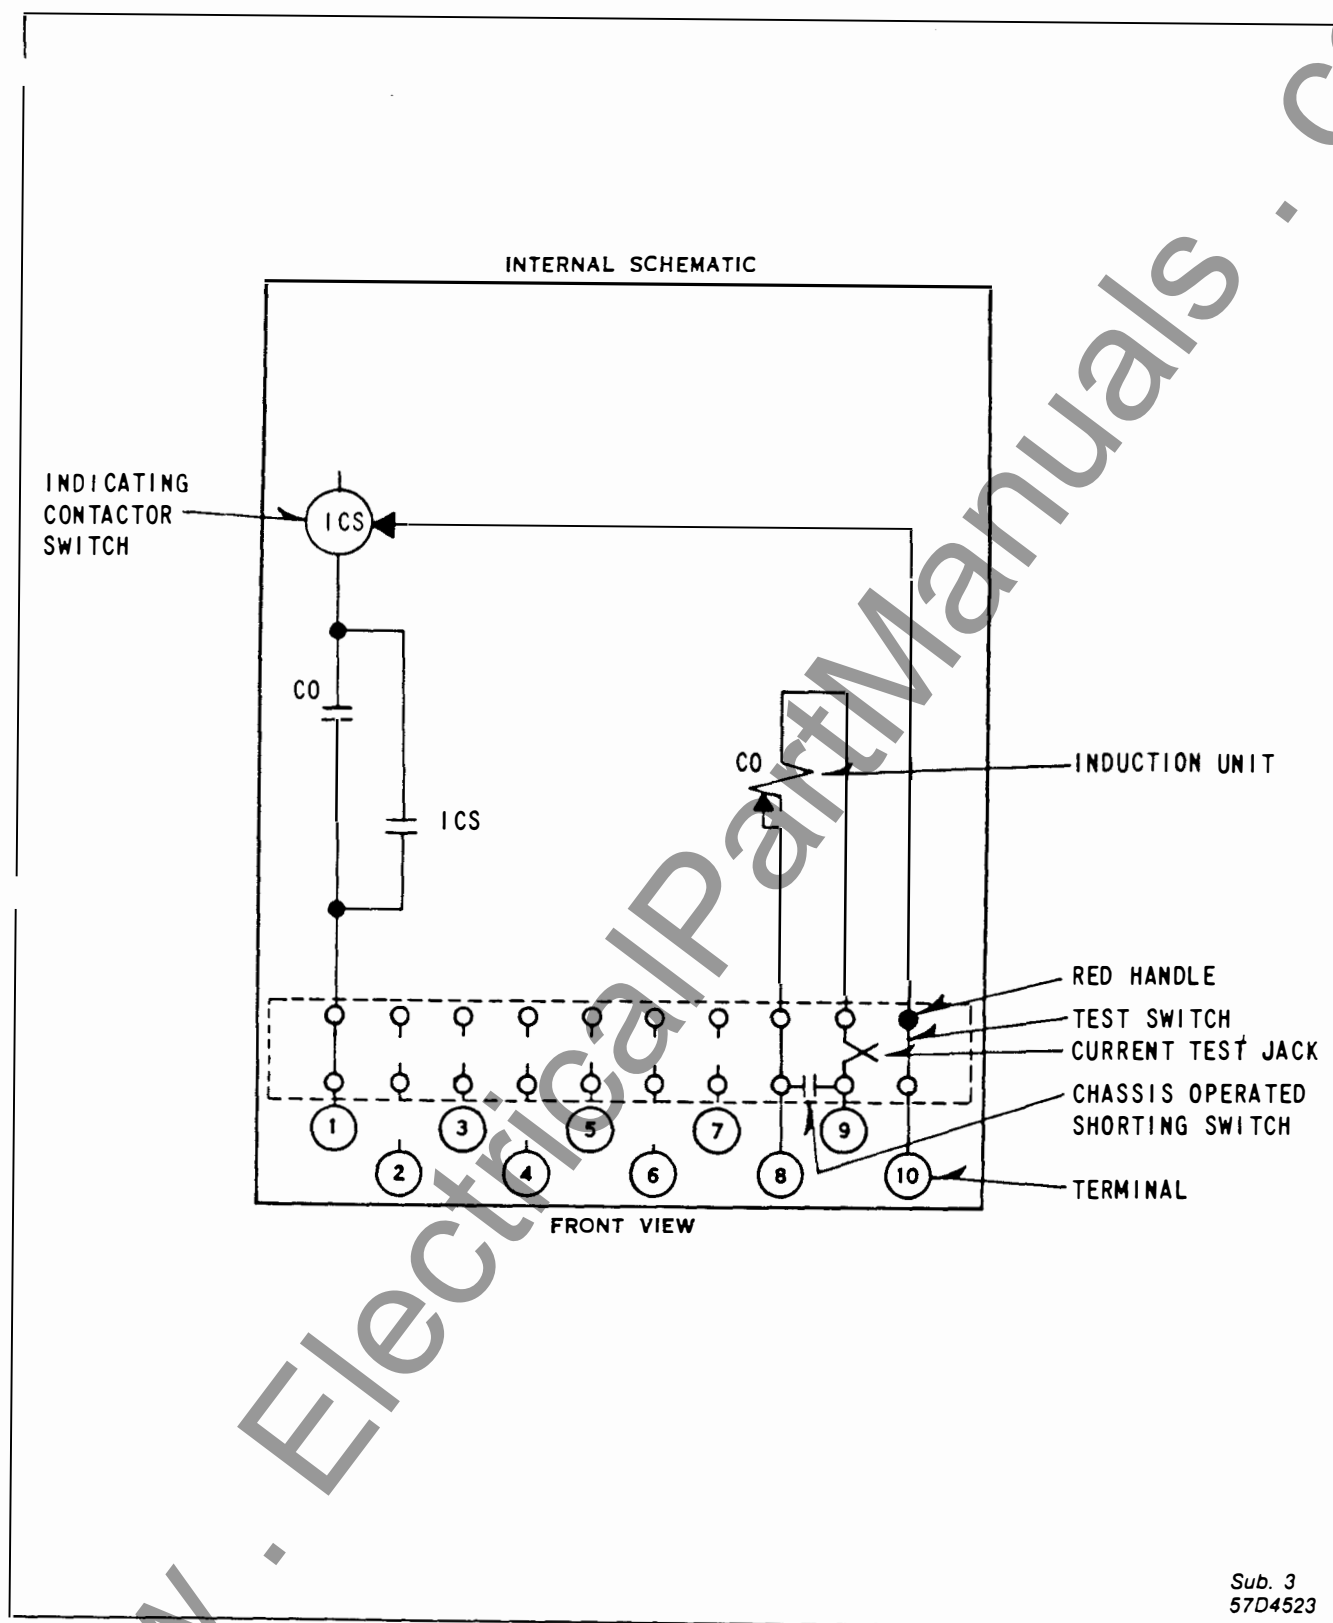 INTERNAL SCHEMATIC
INDICATING
CONTACTOR
SWITCH
ICS
CO
ICS
CO
INDUCTION UNIT
RED HANDLE
TEST SWITCH
CURRENT TEST JACK
CHASSIS OPERATED
SHORTING SWITCH
1 3 5 7 9
2 4 6 8 10
TERMINAL
FRONT VIEW
Sub. 3
57D4523
w . ElectricalPartManuals . c